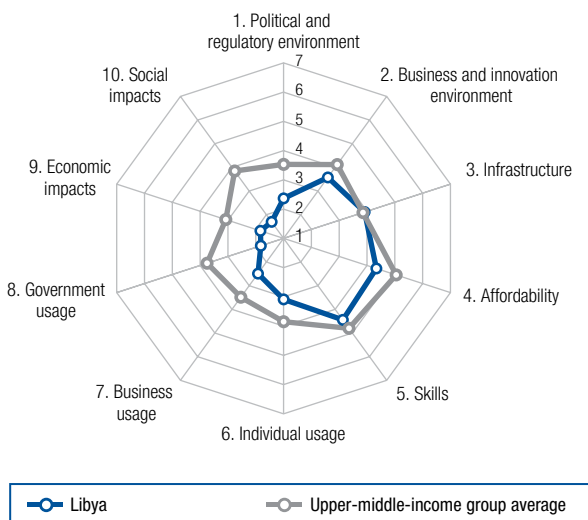 1. Political and
regulatory environment
2. Business and innovation
environment
3. Infrastructure
4. Affordability
5. Skills
6. Individual usage
7. Business
usage
8. Government
usage
9. Economic
impacts
10. Social
impacts
7
6
5
4
3
2
1
Libya
Upper-middle-income group average